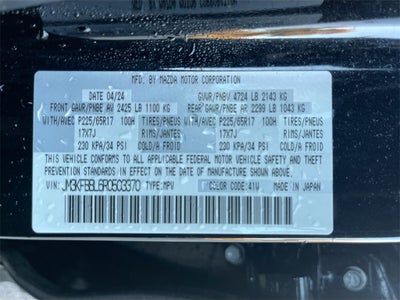 MFD. BY MAZDA MOTOR CORPORATION
DATE 04/24 GVWR/PNBV 4724 LB 2143 KG
FRONT GAWR/PNBE AV 2425 LB 1100 KG REAR GAWR/PNBE AR 2299 LB 1043 KG
WITH/AVEC P225/65R17 100H TIRES/PNEUS WITH/AVEC P225/65R17 100H TIRES/PNEUS
17X7J RIMS/JANTES 17X7J RIMS/JANTES
230 KPA/34 PSI COLD/A FROID 230 KPA/34 PSI COLD/A FROID
THIS VEHICLE CONFORMS TO ALL APPLICABLE FEDERAL MOTOR VEHICLE
SAFETY, BUMPER, AND THEFT PREVENTION STANDARDS IN
EFFECT ON THE DATE OF MANUFACTURE SHOWN ABOVE.
VIN: JM3KFBBL6R0503370 TYPE: MPV COLOR: 41W MADE IN JAPAN